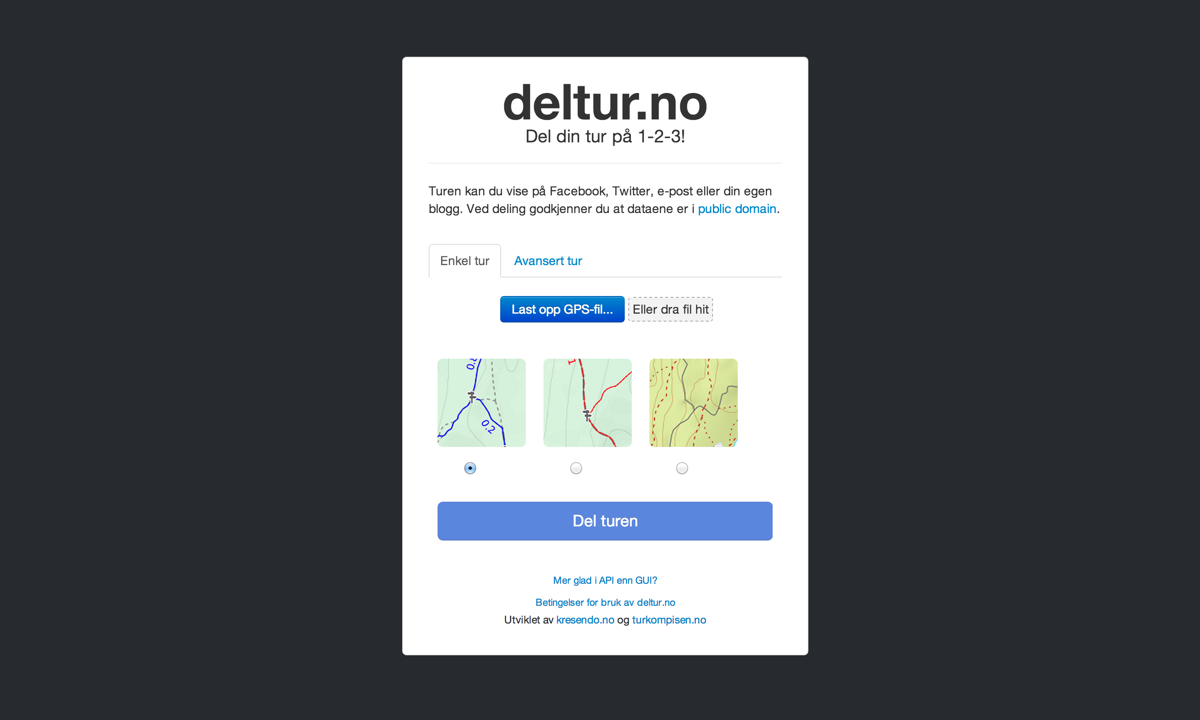 deltur.no
Del din tur på 1-2-3!
Turen kan du vise på Facebook, Twitter, e-post eller din egen
blogg. Ved deling godkjenner du at dataene er i public domain.
Enkel tur
Avansert tur
Last opp GPS-fil...
Eller dra fil hit
0.2
Del turen
Mer glad i API enn GUI?
Betingelser for bruk av deltur.no
Utviklet av kresendo.no og turkompisen.no